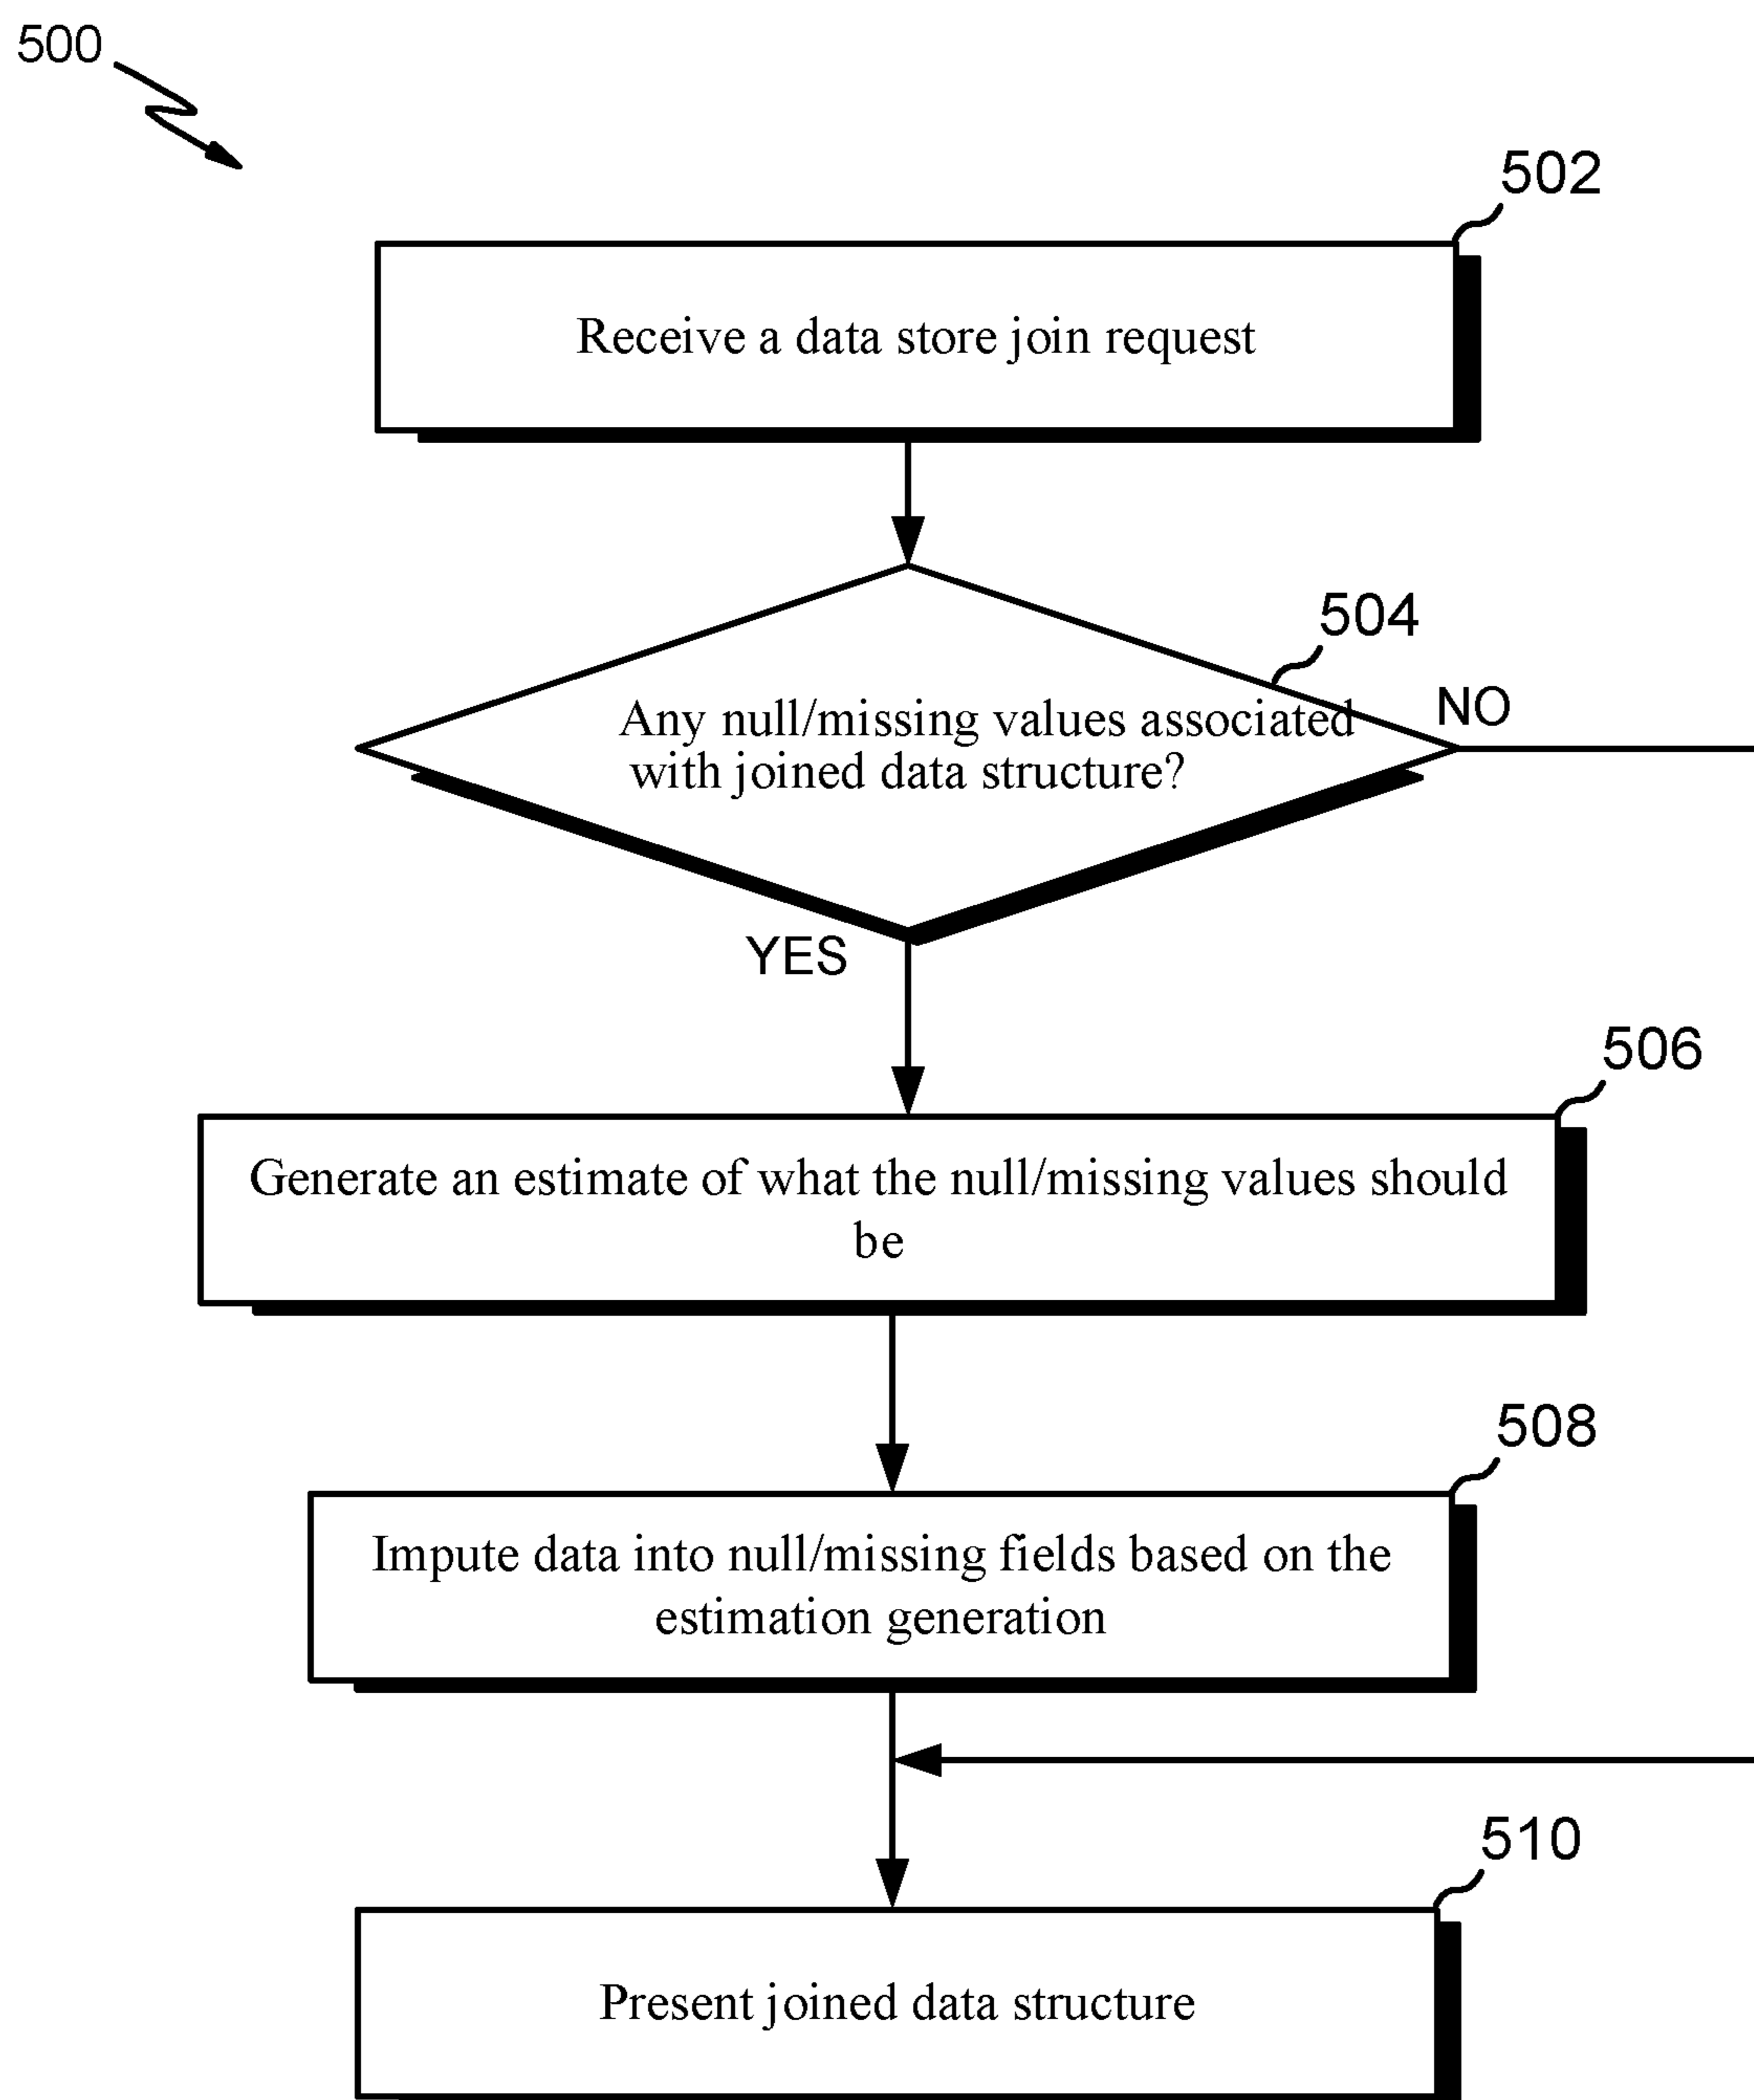 500
502
Receive a data store join request
504
Any null/missing values associated
with joined data structure?
NO
YES
506
Generate an estimate of what the null/missing values should
be
508
Impute data into null/missing fields based on the
estimation generation
510
Present joined data structure